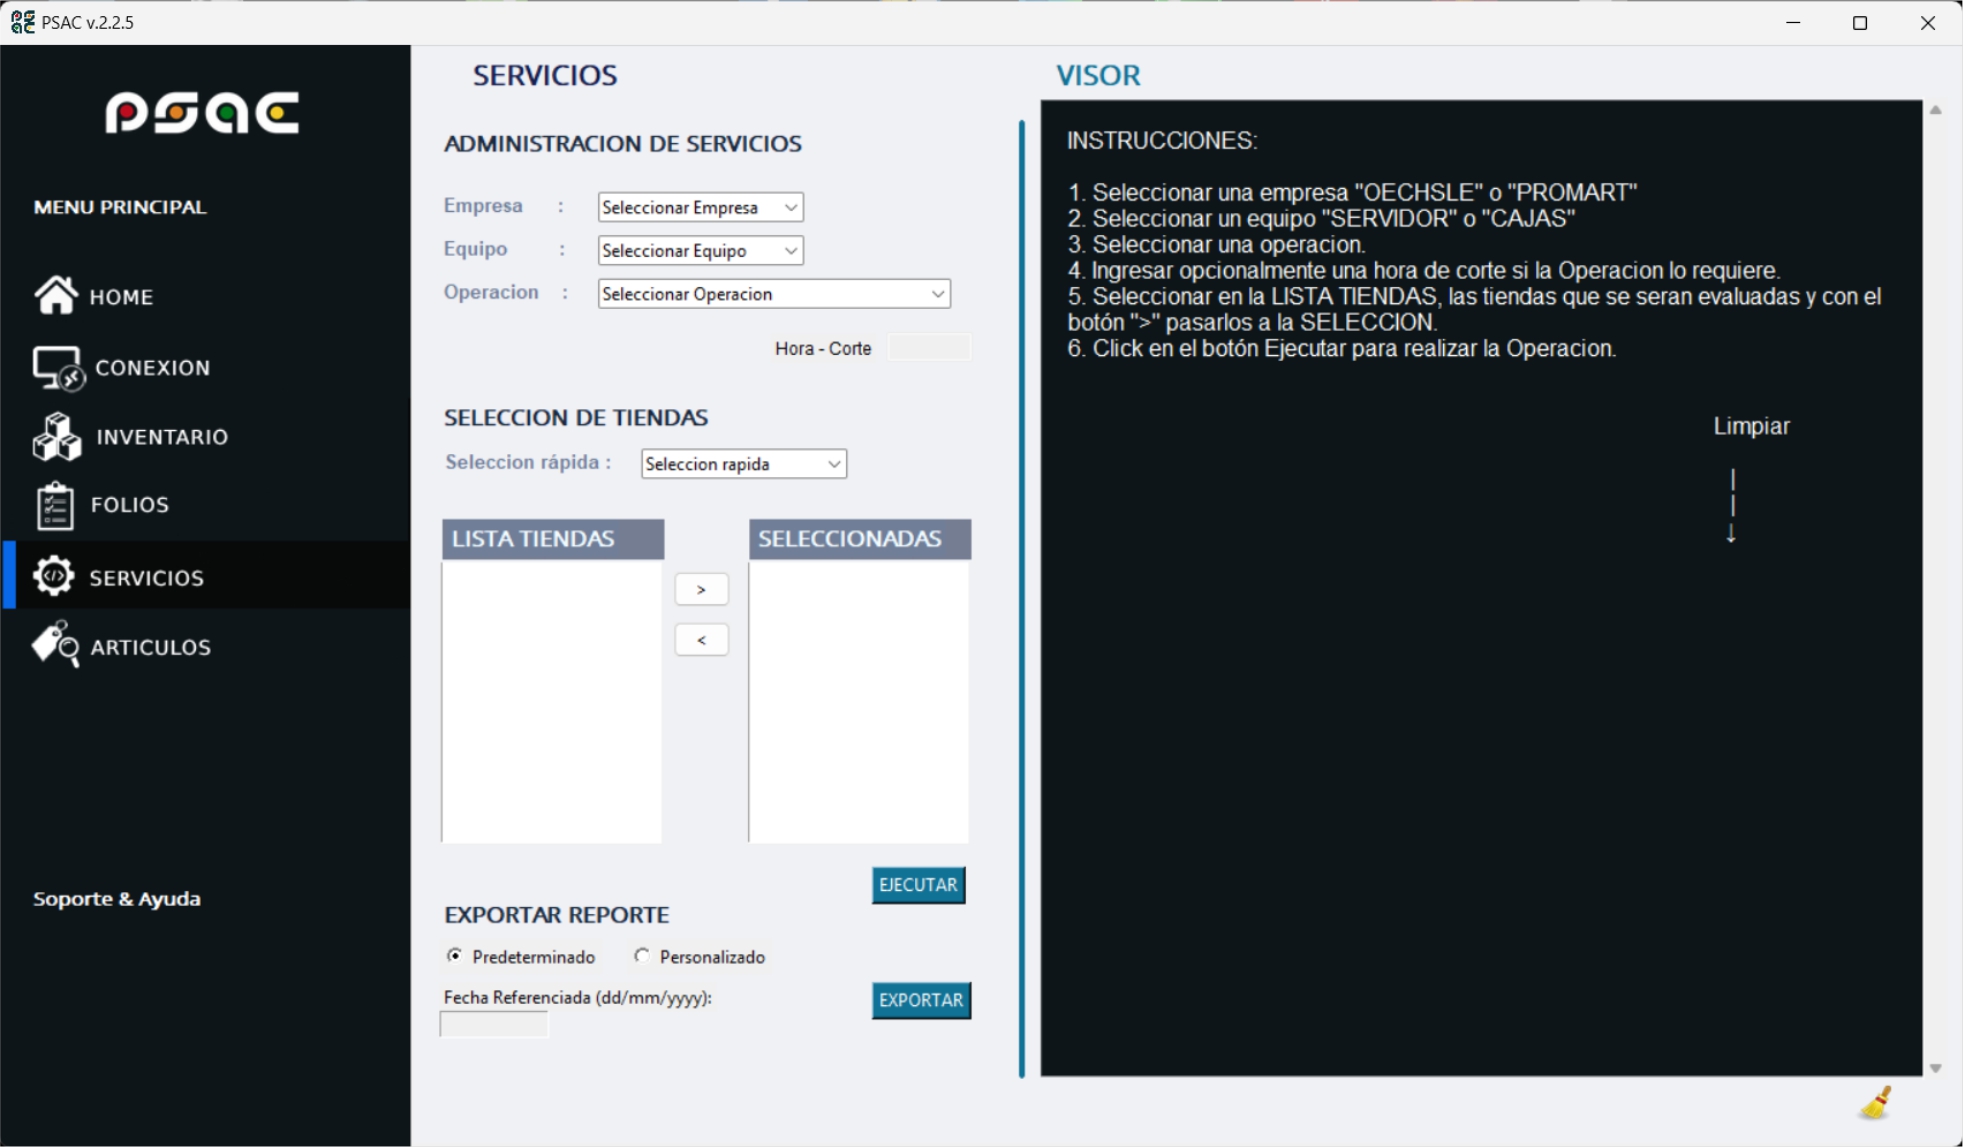 PSAC v.2.2.5
psac
MENU PRINCIPAL
HOME
CONEXION
INVENTARIO
FOLIOS
SERVICIOS
ARTICULOS
Soporte & Ayuda
SERVICIOS
ADMINISTRACION DE SERVICIOS
Empresa : Seleccionar Empresa
Equipo : Seleccionar Equipo
Operacion : Seleccionar Operacion
Hora - Corte
SELECCION DE TIENDAS
Seleccion rápida : Seleccion rapida
LISTA TIENDAS
SELECCIONADAS
>
<
EJECUTAR
EXPORTAR REPORTE
Predeterminado Personalizado
Fecha Referenciada (dd/mm/yyyy):
EXPORTAR
VISOR
INSTRUCCIONES:
1. Seleccionar una empresa "OECHSLE" o "PROMART"
2. Seleccionar un equipo "SERVIDOR" o "CAJAS"
3. Seleccionar una operacion.
4. Ingresar opcionalmente una hora de corte si la Operacion lo requiere.
5. Seleccionar en la LISTA TIENDAS, las tiendas que se seran evaluadas y con el
botón ">" pasarlos a la SELECCION.
6. Click en el botón Ejecutar para realizar la Operacion.
Limpiar
|
|
↓